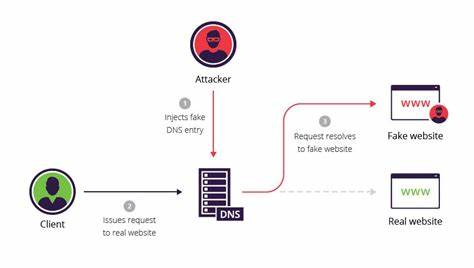 Attacker
1
Injects fake
DNS entry
3
Request resolves
to fake website
WWW
Fake website
2
Issues request
to real website
Client
DNS
WWW
Real website